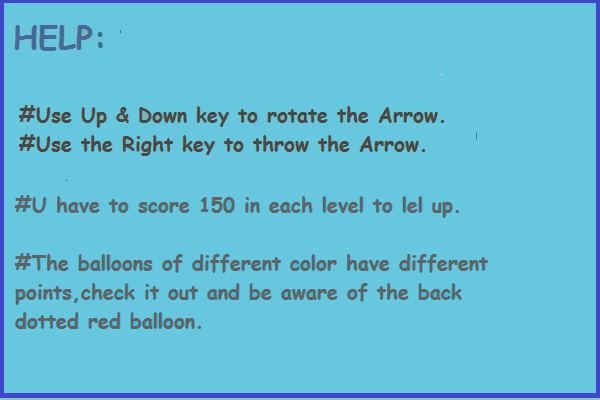 HELP:
#Use Up & Down key to rotate the Arrow.
#Use the Right key to throw the Arrow.
#U have to score 150 in each level to lel up.
#The balloons of different color have different
points,check it out and be aware of the back
dotted red balloon.